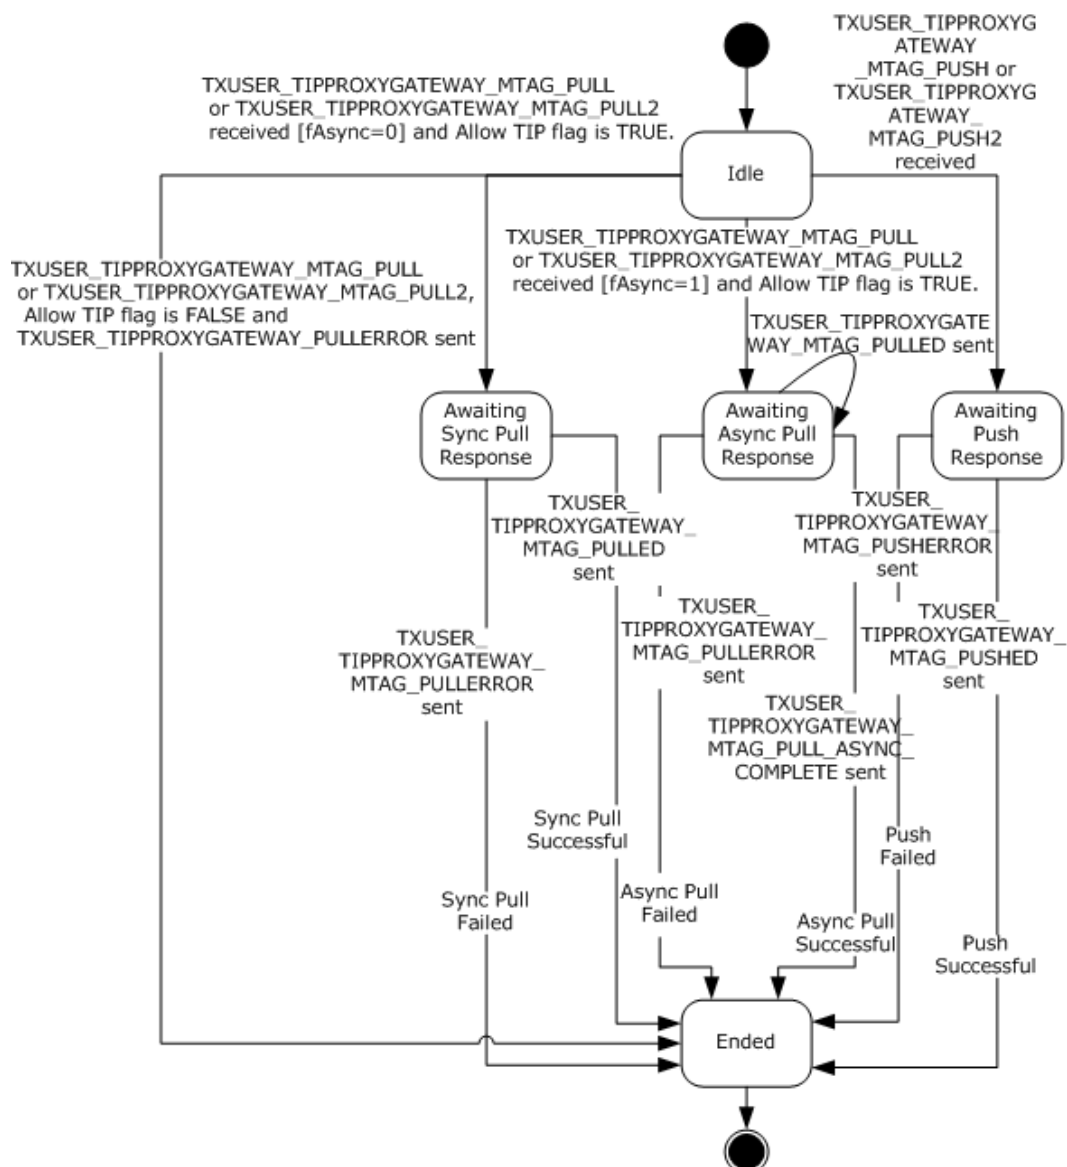 TXUSER_TIPPROXYG
ATEWAY
_MTAG_PUSH or
TXUSER_TIPPROXYG
ATEWAY_
MTAG_PUSH2
received
TXUSER_TIPPROXYGATEWAY_MTAG_PULL
or TXUSER_TIPPROXYGATEWAY_MTAG_PULL2
received [fAsync=0] and Allow TIP flag is TRUE.
Idle
TXUSER_TIPPROXYGATEWAY_MTAG_PULL
or TXUSER_TIPPROXYGATEWAY_MTAG_PULL2
received [fAsync=1] and Allow TIP flag is TRUE.
TXUSER_TIPPROXYGATEWAY_MTAG_PULL
or TXUSER_TIPPROXYGATEWAY_MTAG_PULL2,
Allow TIP flag is FALSE and
TXUSER_TIPPROXYGATEWAY_PULLERROR sent
TXUSER_TIPPROXYGATE
WAY_MTAG_PULLED sent
Awaiting
Sync Pull
Response
Awaiting
Async Pull
Response
Awaiting
Push
Response
TXUSER_
TIPPROXYGATEWAY_
MTAG_PULLED
sent
TXUSER_
TIPPROXYGATEWAY_
MTAG_PUSHERROR
sent
TXUSER_
TIPPROXYGATEWAY_
MTAG_PULLERROR
sent
TXUSER_
TIPPROXYGATEWAY_
MTAG_PULLERROR
sent
TXUSER_
TIPPROXYGATEWAY_
MTAG_PUSHED
sent
TXUSER_
TIPPROXYGATEWAY_
MTAG_PULL_ASYNC_
COMPLETE sent
Sync Pull
Successful
Push
Failed
Sync Pull
Failed
Async Pull
Failed
Async Pull
Successful
Push
Successful
Ended